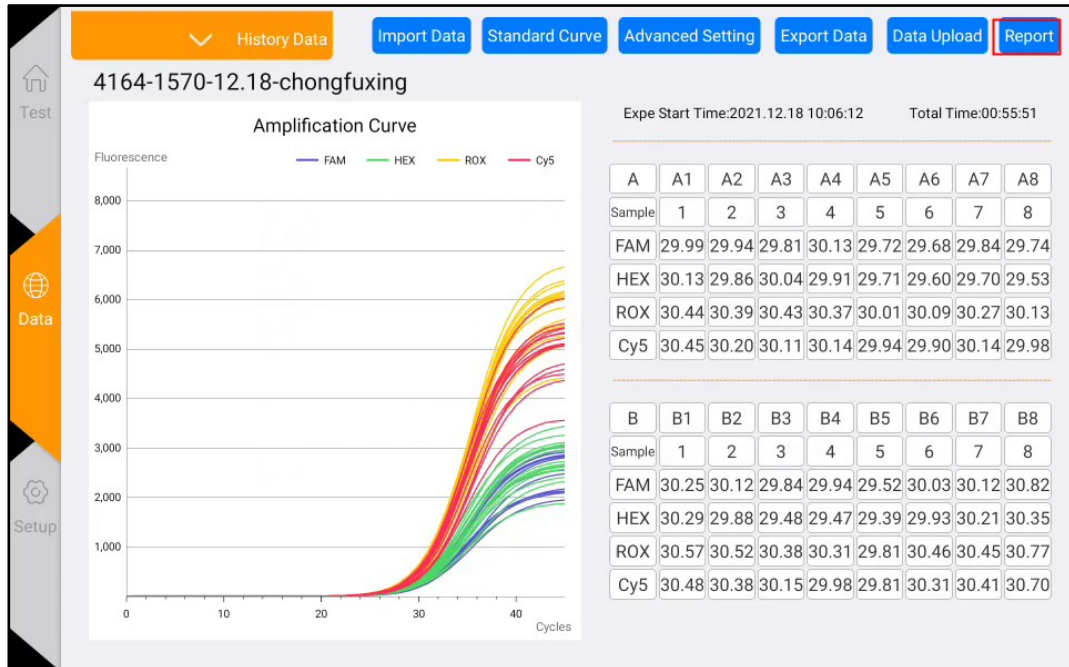 History Data
Import Data
Standard Curve
Advanced Setting
Export Data
Data Upload
Report
Test
Data
Setup
4164-1570-12.18-chongfuxing
Amplification Curve
Fluorescence
FAM HEX ROX Cy5
8,000
7,000
6,000
5,000
4,000
3,000
2,000
1,000
0 10 20 30 40
Cycles
Expe Start Time:2021.12.18 10:06:12 Total Time:00:55:51
A A1 A2 A3 A4 A5 A6 A7 A8
Sample 1 2 3 4 5 6 7 8
FAM 29.99 29.94 29.81 30.13 29.72 29.68 29.84 29.74
HEX 30.13 29.86 30.04 29.91 29.71 29.60 29.70 29.53
ROX 30.44 30.39 30.43 30.37 30.01 30.09 30.27 30.13
Cy5 30.45 30.20 30.11 30.14 29.94 29.90 30.14 29.98
B B1 B2 B3 B4 B5 B6 B7 B8
Sample 1 2 3 4 5 6 7 8
FAM 30.25 30.12 29.84 29.94 29.52 30.03 30.12 30.82
HEX 30.29 29.88 29.48 29.47 29.39 29.93 30.21 30.35
ROX 30.57 30.52 30.38 30.31 29.81 30.46 30.45 30.77
Cy5 30.48 30.38 30.15 29.98 29.81 30.31 30.41 30.70